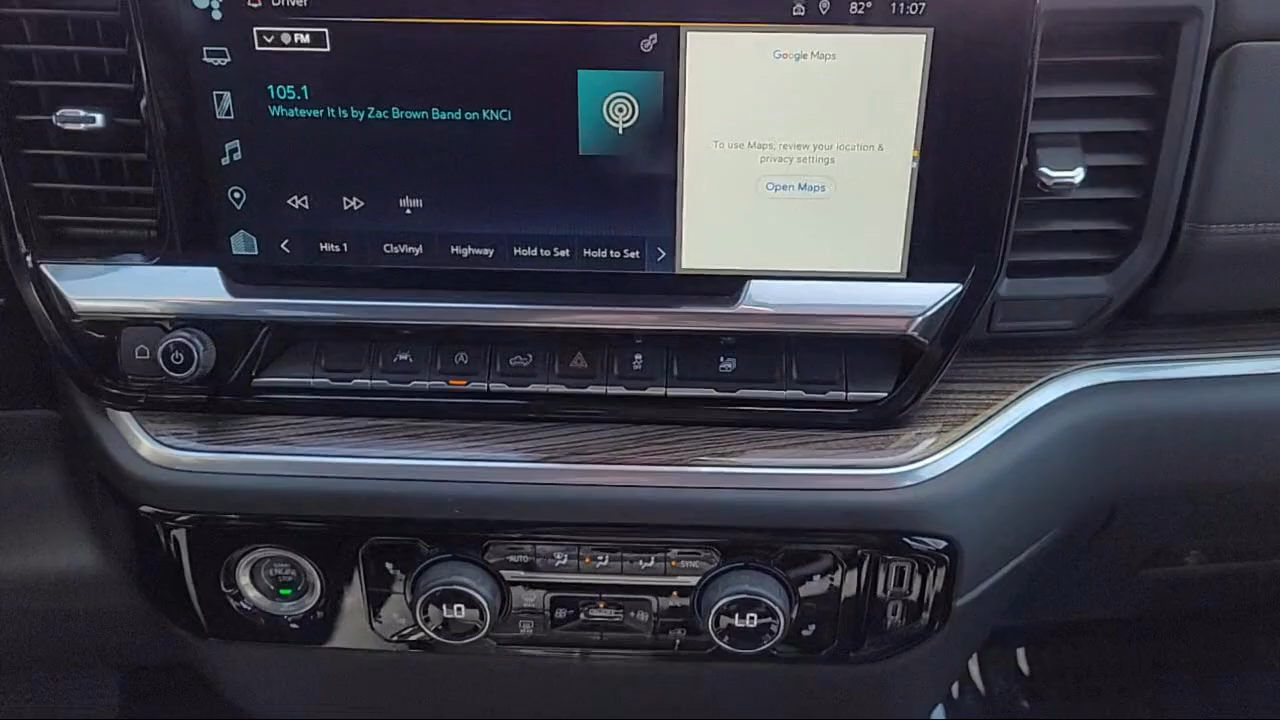 Driver
82° 11:07
FM
105.1
Whatever It Is by Zac Brown Band on KNCI
Google Maps
To use Maps, review your location &
privacy settings
Open Maps
Hits 1 ClsVinyl Highway Hold to Set Hold to Set
AUTO SYNC
ENGINE
STOP
LO LO